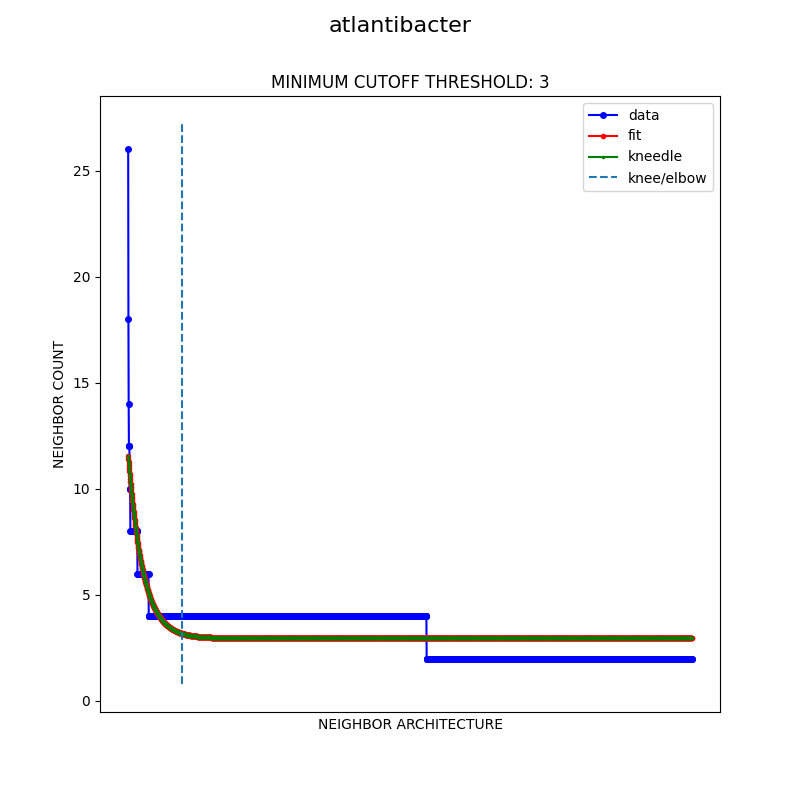 atlantibacter
MINIMUM CUTOFF THRESHOLD: 3
data
fit
kneedle
knee/elbow
25
20
15
10
5
0
NEIGHBOR COUNT
NEIGHBOR ARCHITECTURE